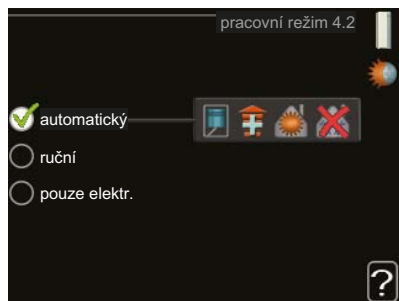 pracovní režim 4.2
automatický
ruční
pouze elektr.
?